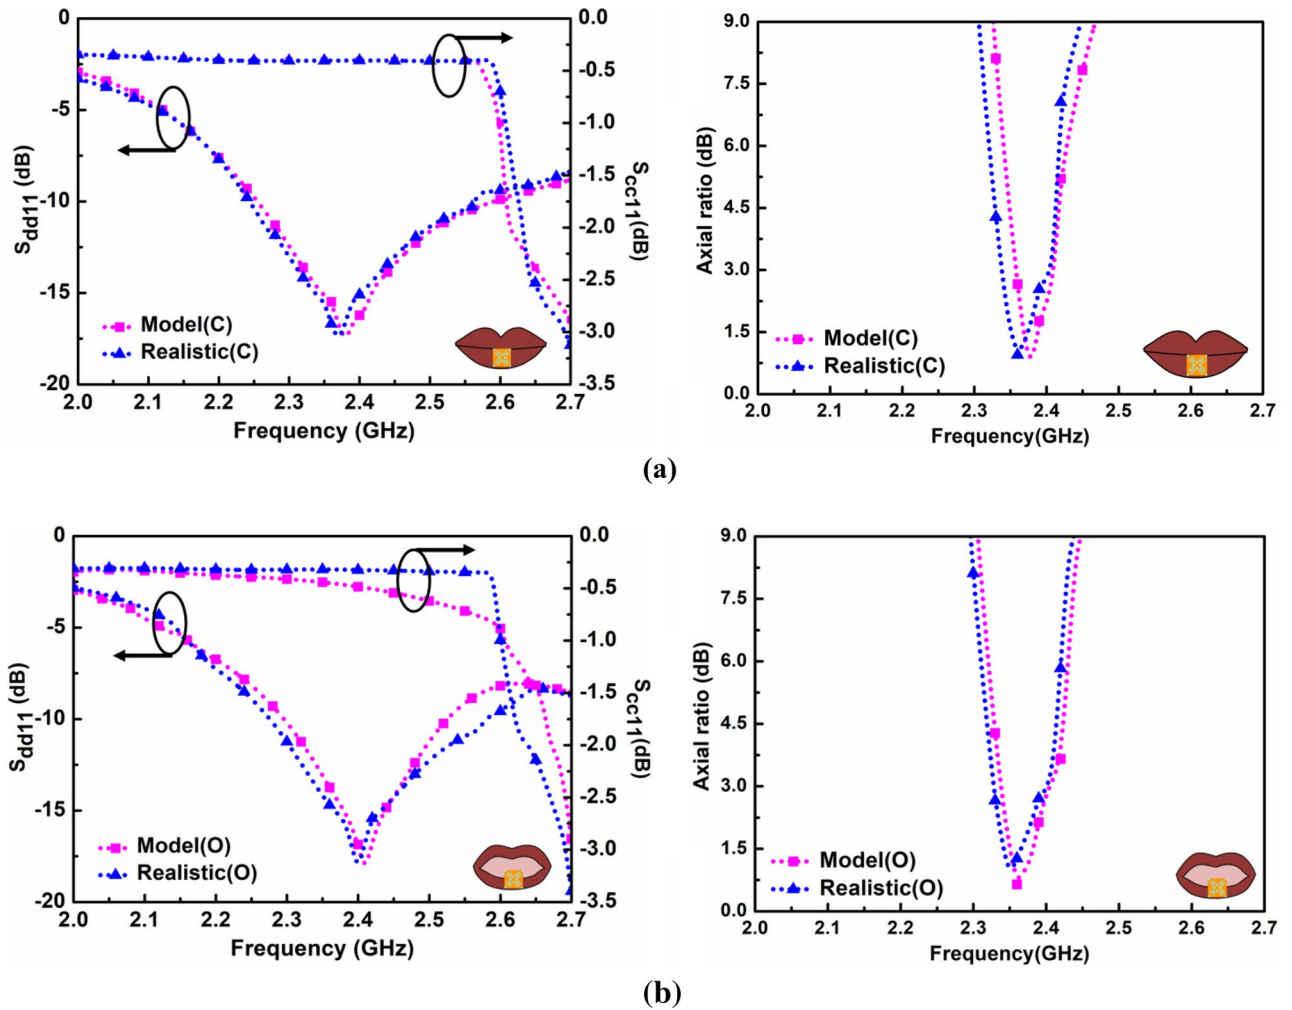 0
-5
-10
-15
-20
S_dd11 (dB)
0.0
-0.5
-1.0
-1.5
-2.0
-2.5
-3.0
-3.5
S_cc11(dB)
Model(C)
Realistic(C)
2.0 2.1 2.2 2.3 2.4 2.5 2.6 2.7
Frequency (GHz)
9.0
7.5
6.0
4.5
3.0
1.5
0.0
Axial ratio (dB)
Model(C)
Realistic(C)
2.0 2.1 2.2 2.3 2.4 2.5 2.6 2.7
Frequency(GHz)
(a)
0
-5
-10
-15
-20
S_dd11 (dB)
0.0
-0.5
-1.0
-1.5
-2.0
-2.5
-3.0
-3.5
S_cc11(dB)
Model(O)
Realistic(O)
2.0 2.1 2.2 2.3 2.4 2.5 2.6 2.7
Frequency (GHz)
9.0
7.5
6.0
4.5
3.0
1.5
0.0
Axial ratio (dB)
Model(O)
Realistic(O)
2.0 2.1 2.2 2.3 2.4 2.5 2.6 2.7
Frequency(GHz)
(b)